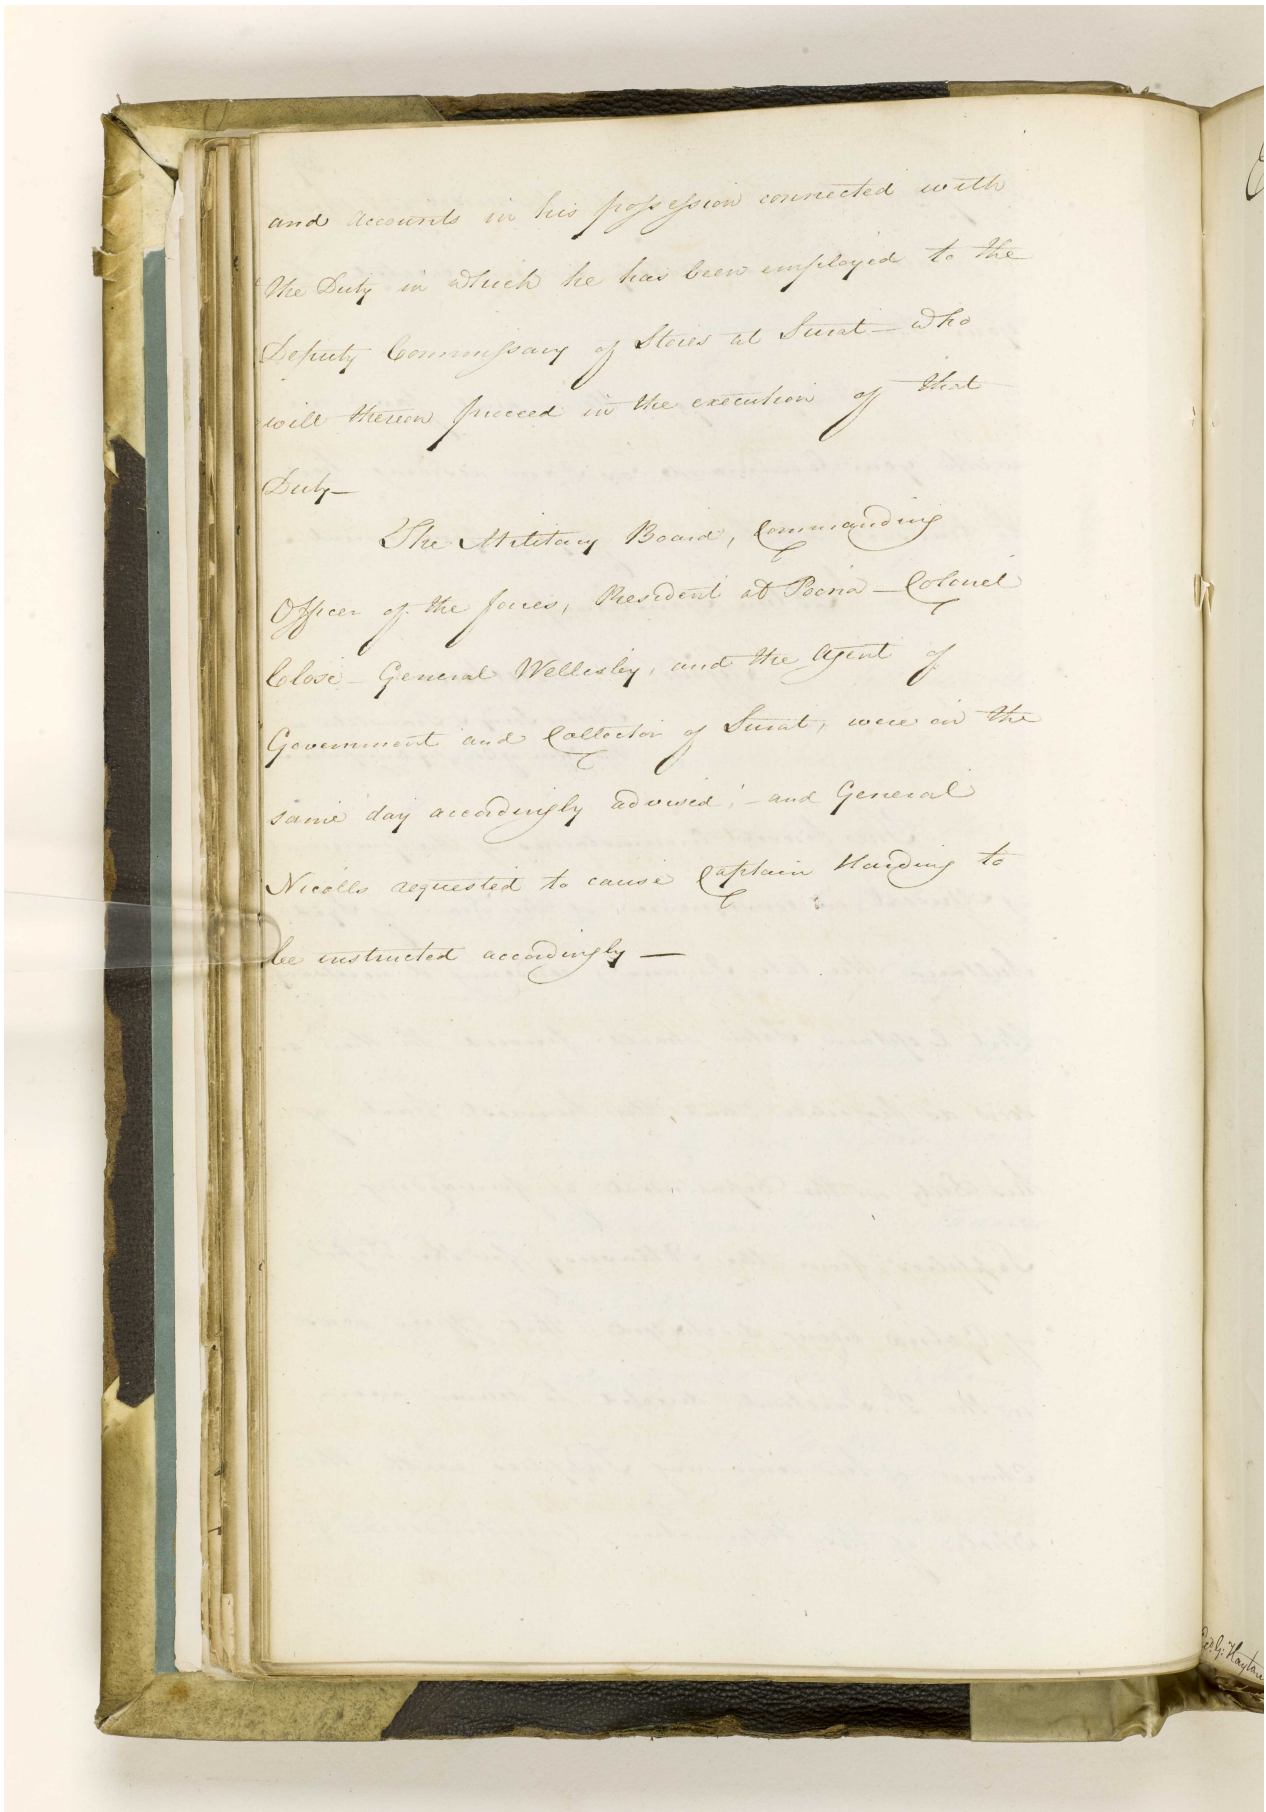 and accounts in his possession connected with
the Duty in which he has been employed to the
Deputy Commissary of Stores at Surat — who
will thereon proceed in the execution of that
Duty —
The Military Board, Commanding
Officer of the forces, Resident at Poona — Colonel
Close — General Wellesley, and the Agent of
Government and Collector of Surat, were on the
same day accordingly advised; — and General
Nicolls requested to cause Captain Harding to
be instructed accordingly —